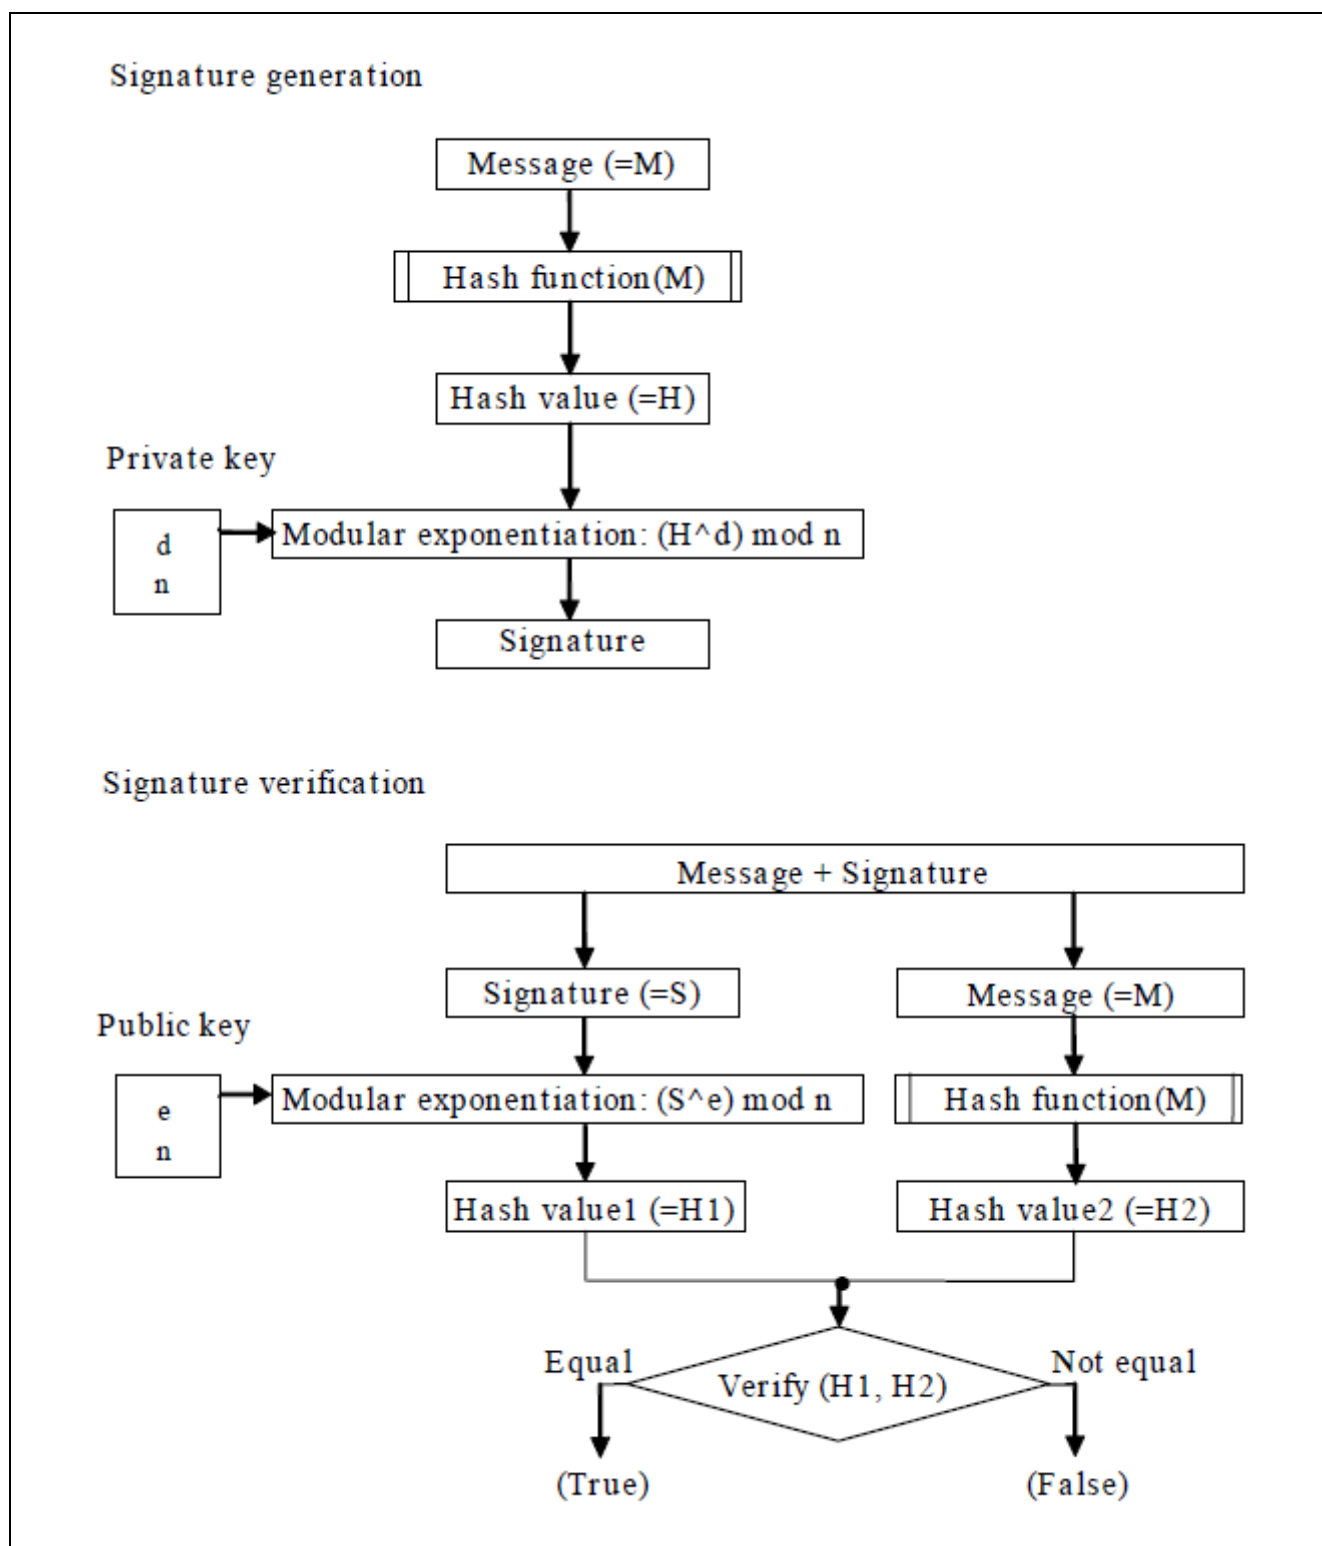 Signature generation
Message (=M)
Hash function(M)
Hash value (=H)
Private key
d
n
Modular exponentiation: (H^d) mod n
Signature
Signature verification
Message + Signature
Signature (=S)
Message (=M)
Public key
e
n
Modular exponentiation: (S^e) mod n
Hash function(M)
Hash value1 (=H1)
Hash value2 (=H2)
Equal
Not equal
Verify (H1, H2)
(True)
(False)